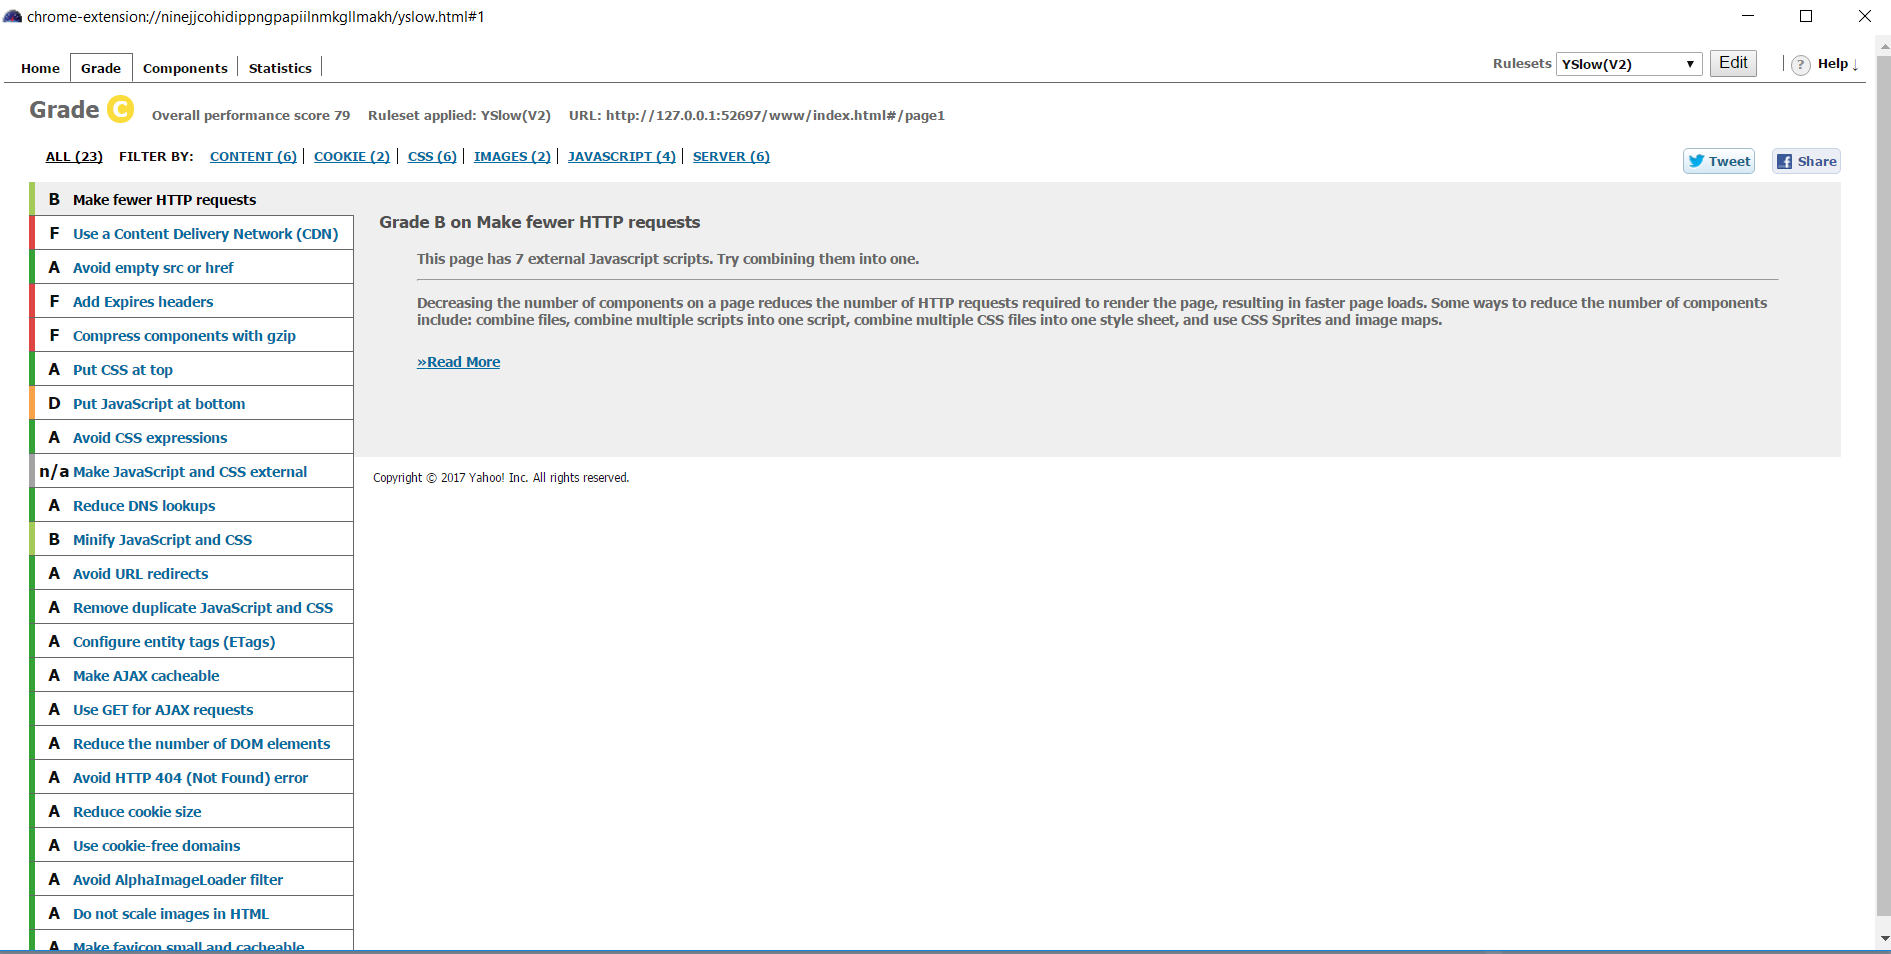 chrome-extension://ninejjcohidippngpapiilnmkgllmakh/yslow.html#1
Home Grade Components Statistics Rulesets YSlow(V2) ▼ Edit ? Help ↓
Grade C Overall performance score 79 Ruleset applied: YSlow(V2) URL: http://127.0.0.1:52697/www/index.html#/page1
ALL (23) FILTER BY: CONTENT (6) COOKIE (2) CSS (6) IMAGES (2) JAVASCRIPT (4) SERVER (6)
Tweet Share
B Make fewer HTTP requests
F Use a Content Delivery Network (CDN)
A Avoid empty src or href
F Add Expires headers
F Compress components with gzip
A Put CSS at top
D Put JavaScript at bottom
A Avoid CSS expressions
n/a Make JavaScript and CSS external
A Reduce DNS lookups
B Minify JavaScript and CSS
A Avoid URL redirects
A Remove duplicate JavaScript and CSS
A Configure entity tags (ETags)
A Make AJAX cacheable
A Use GET for AJAX requests
A Reduce the number of DOM elements
A Avoid HTTP 404 (Not Found) error
A Reduce cookie size
A Use cookie-free domains
A Avoid AlphaImageLoader filter
A Do not scale images in HTML
A Make favicon small and cacheable
Grade B on Make fewer HTTP requests
This page has 7 external Javascript scripts. Try combining them into one.
Decreasing the number of components on a page reduces the number of HTTP requests required to render the page, resulting in faster page loads. Some ways to reduce the number of components
include: combine files, combine multiple scripts into one script, combine multiple CSS files into one style sheet, and use CSS Sprites and image maps.
»Read More
Copyright © 2017 Yahoo! Inc. All rights reserved.